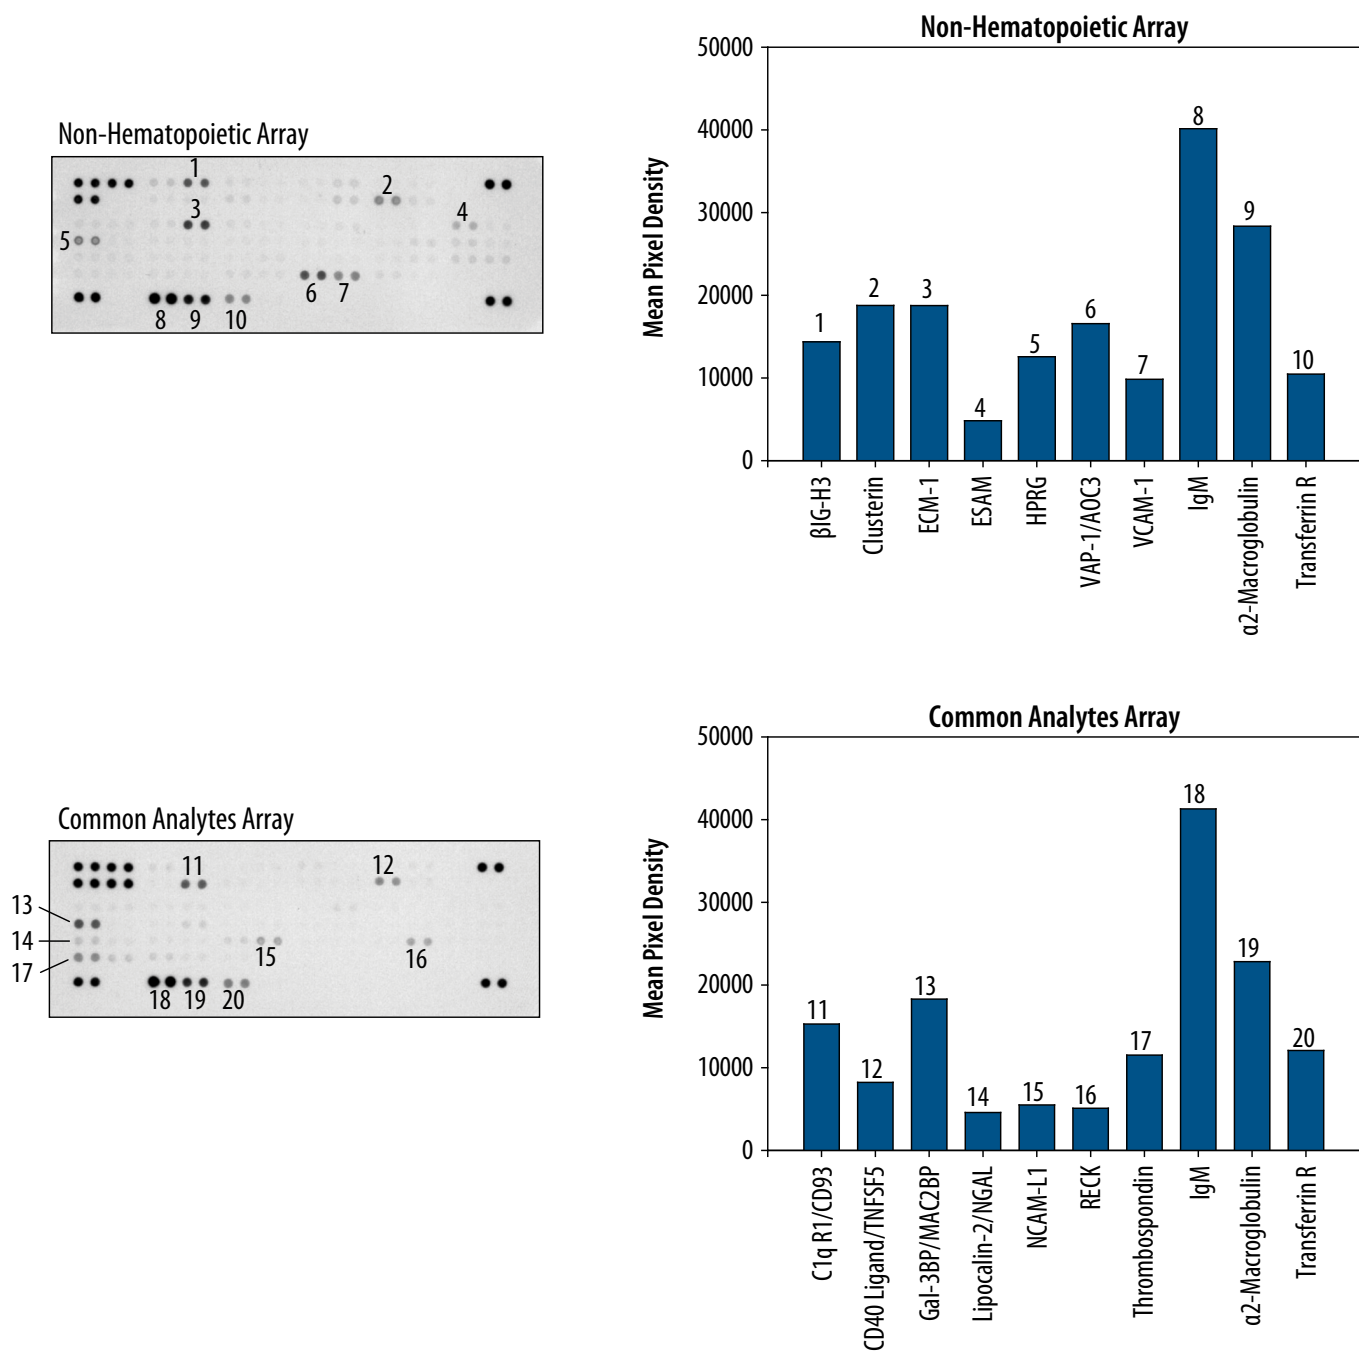 Non-Hematopoietic Array
1
2
3
4
5
6
7
8
9
10
Non-Hematopoietic Array
50000
40000
30000
20000
10000
0
Mean Pixel Density
1
2
3
4
5
6
7
8
9
10
βIG-H3
Clusterin
ECM-1
ESAM
HPRG
VAP-1/AOC3
VCAM-1
IgM
α2-Macroglobulin
Transferrin R
Common Analytes Array
11
12
13
14
15
16
17
18
19
20
Common Analytes Array
50000
40000
30000
20000
10000
0
Mean Pixel Density
11
12
13
14
15
16
17
18
19
20
C1q R1/CD93
CD40 Ligand/TNFSF5
Gal-3BP/MAC2BP
Lipocalin-2/NGAL
NCAM-L1
RECK
Thrombospondin
IgM
α2-Macroglobulin
Transferrin R